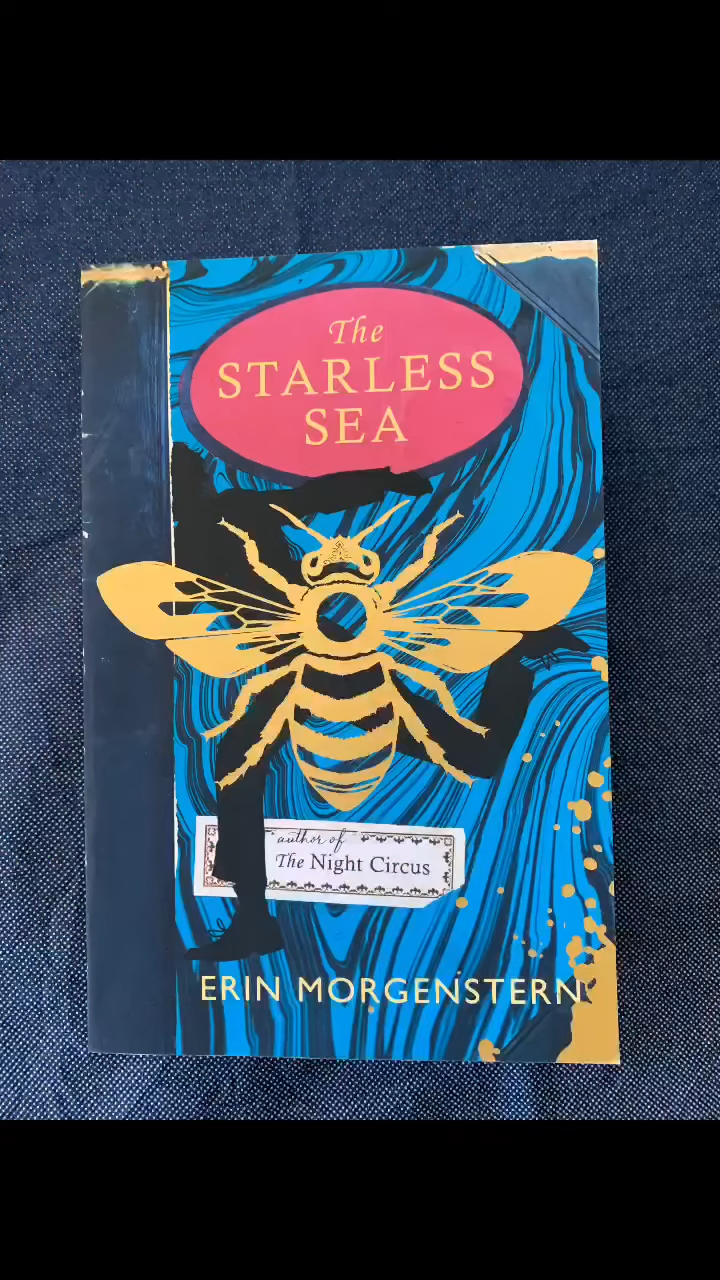 The
STARLESS
SEA
author of
The Night Circus
ERIN MORGENSTERN